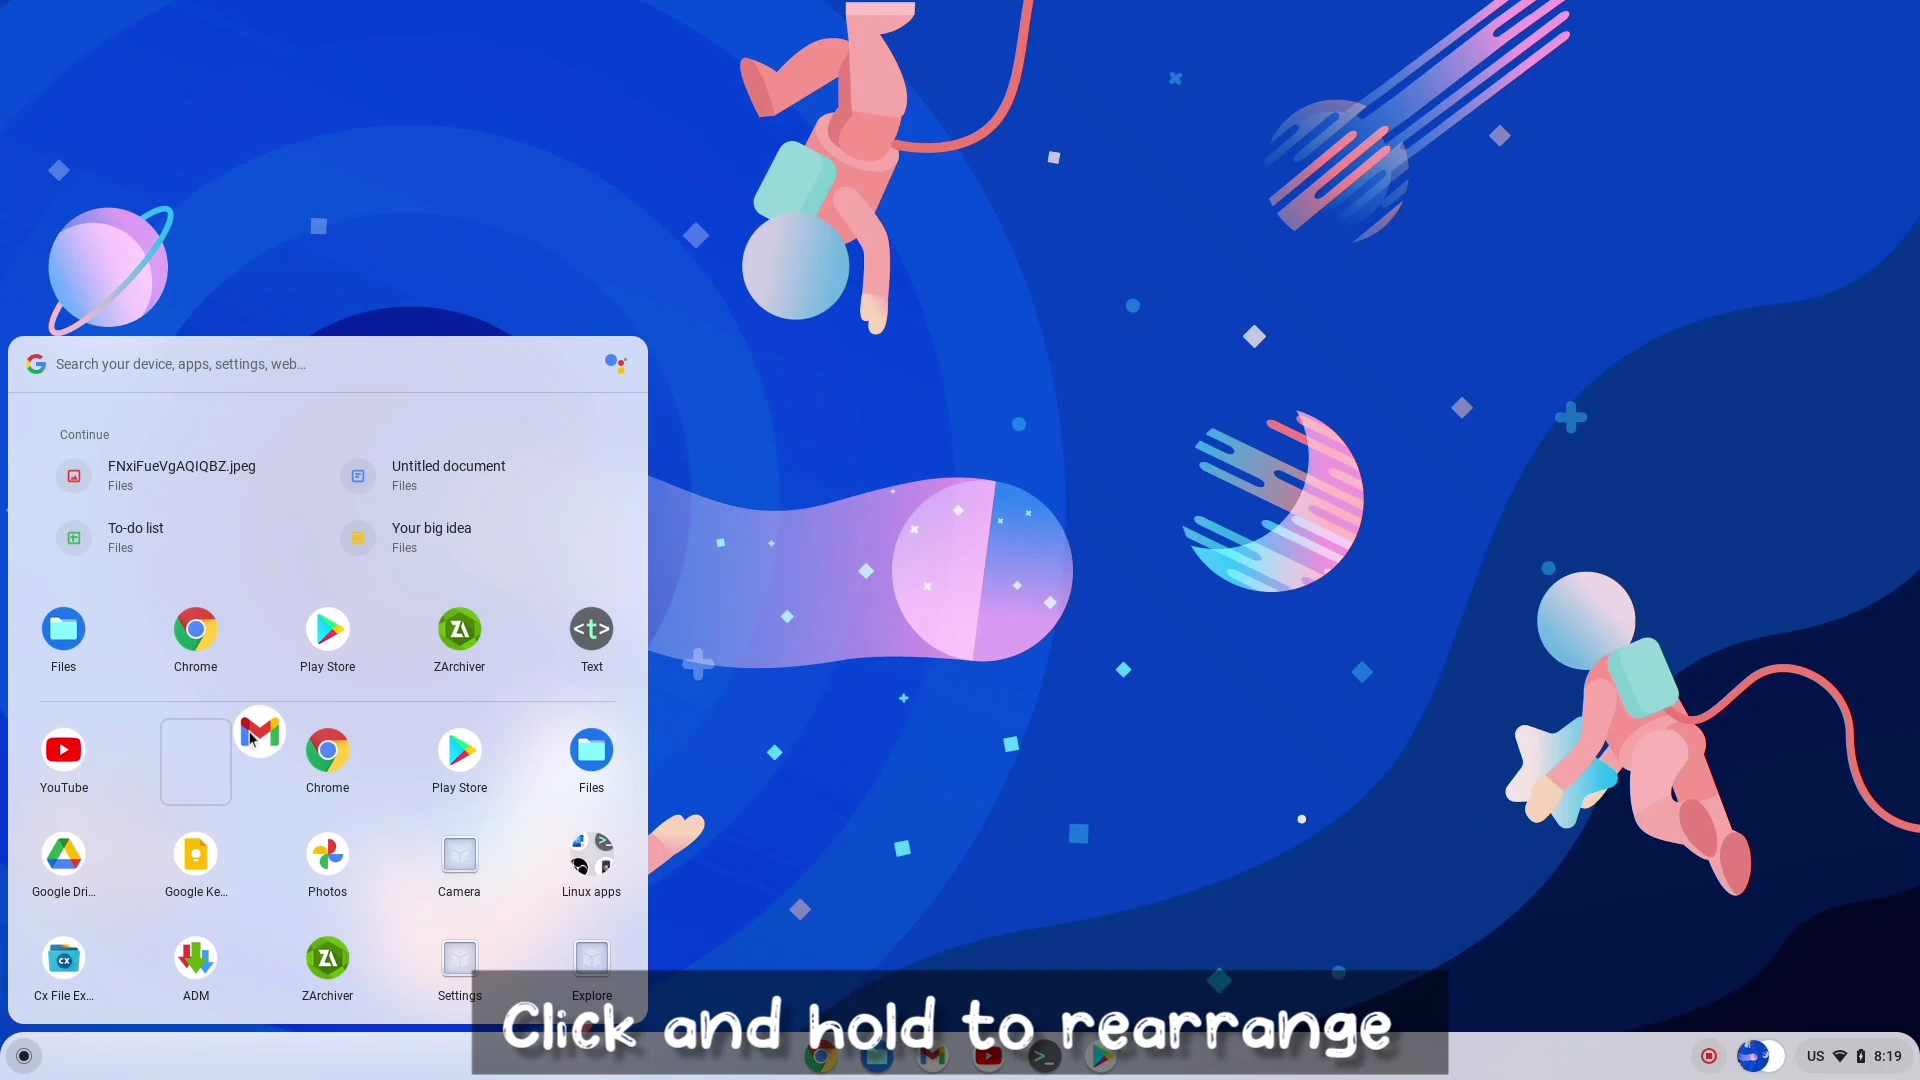 Search your device, apps, settings, web...
Continue
FNxiFueVgAQIQBZ.jpeg
Files
Untitled document
Files
To-do list
Files
Your big idea
Files
Files
Chrome
Play Store
ZArchiver
<t>
Text
YouTube
Chrome
Play Store
Files
Google Dri...
Google Ke...
Photos
Camera
Linux apps
Cx File Ex...
ADM
ZArchiver
Settings
Explore
Click and hold to rearrange
US
8:19